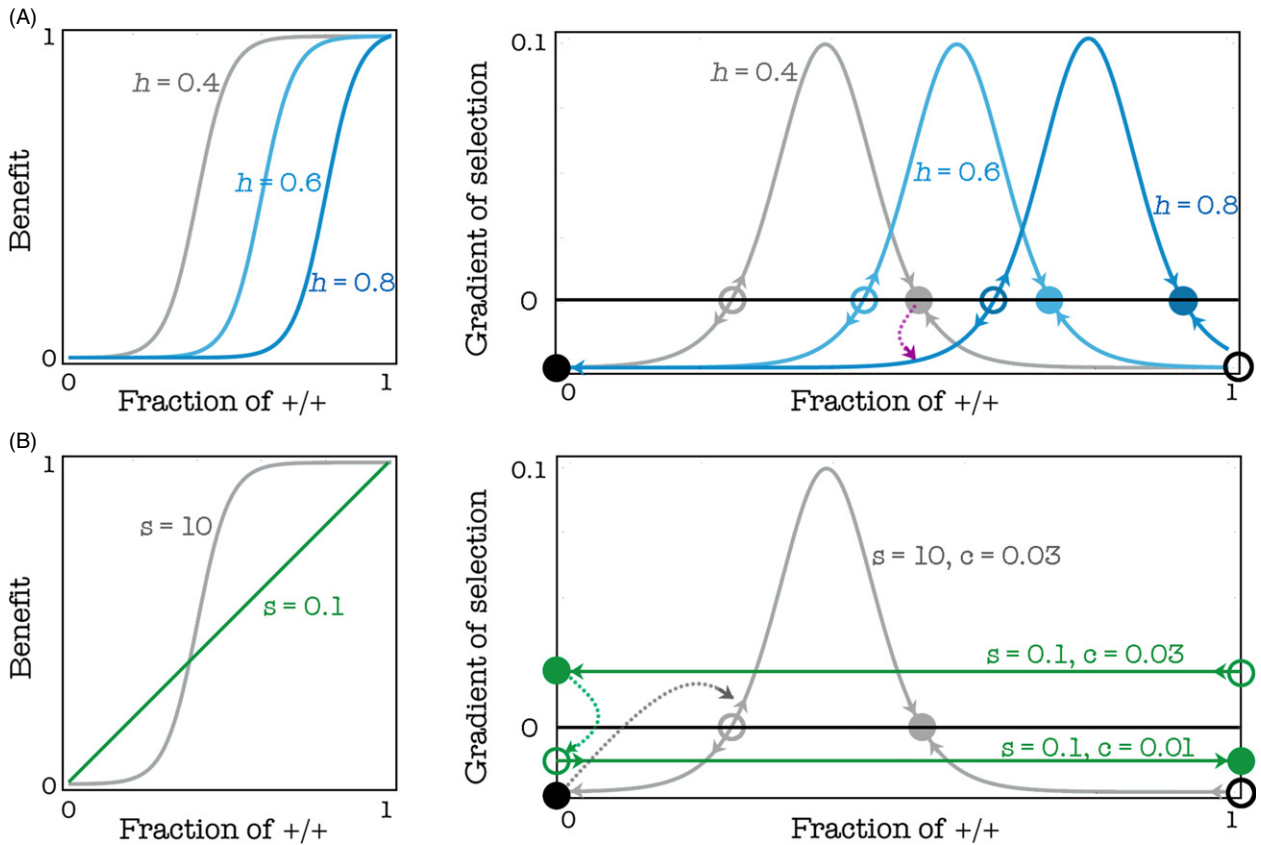 (A)
1
0
Benefit
h = 0.4
h = 0.6
h = 0.8
0
1
Fraction of +/+
0.1
0
Gradient of selection
h = 0.4
h = 0.6
h = 0.8
0
1
Fraction of +/+
(B)
1
0
Benefit
s = 10
s = 0.1
0
1
Fraction of +/+
0.1
0
Gradient of selection
s = 10, c = 0.03
s = 0.1, c = 0.03
s = 0.1, c = 0.01
0
1
Fraction of +/+